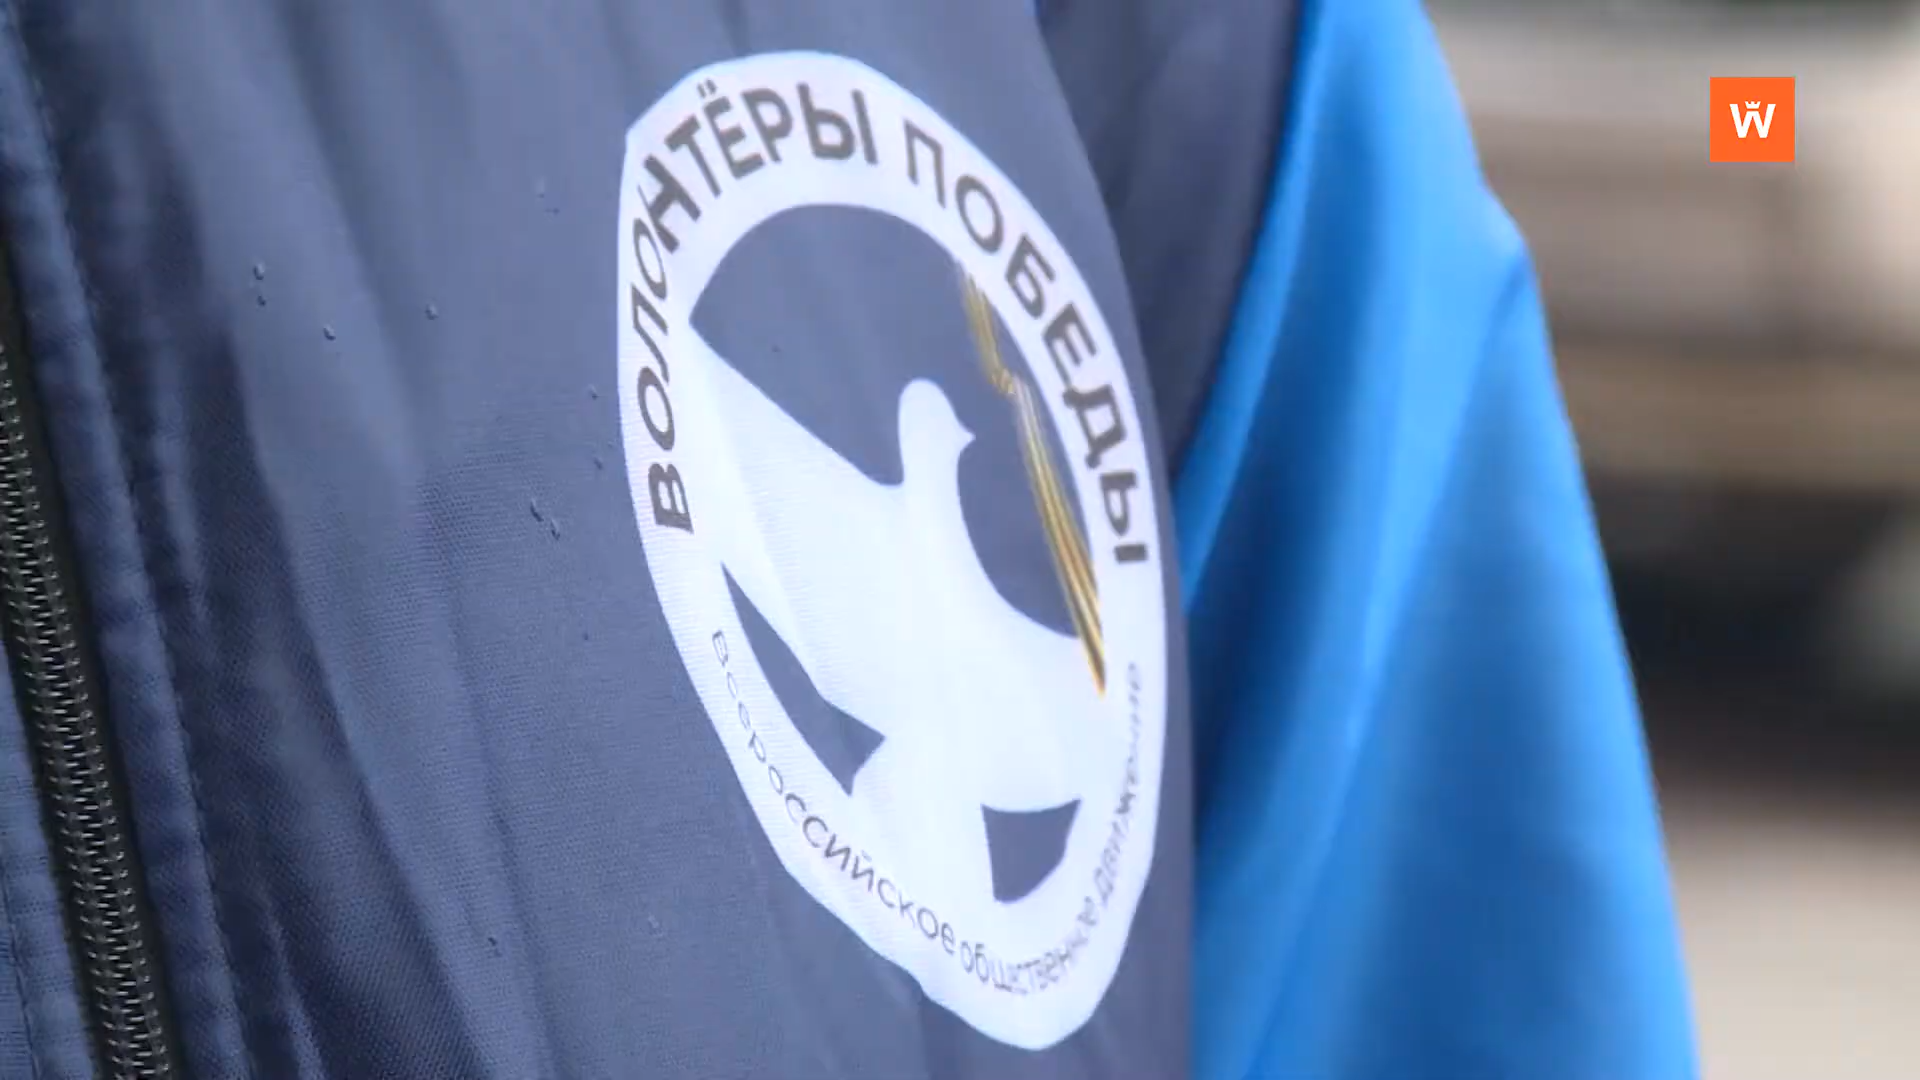 ВОЛОНТЁРЫ ПОБЕДЫ
Всероссийское общественное движение
W